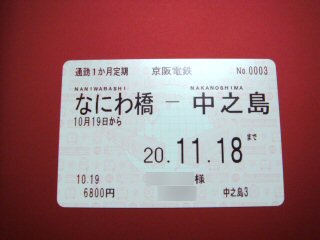 通勤1か月定期 京阪電鉄 No.0003
NANIWABASHI NAKANOSHIMA
なにわ橋 － 中之島
10月19日から
20.11.18まで
10.19 様
6800円 中之島3